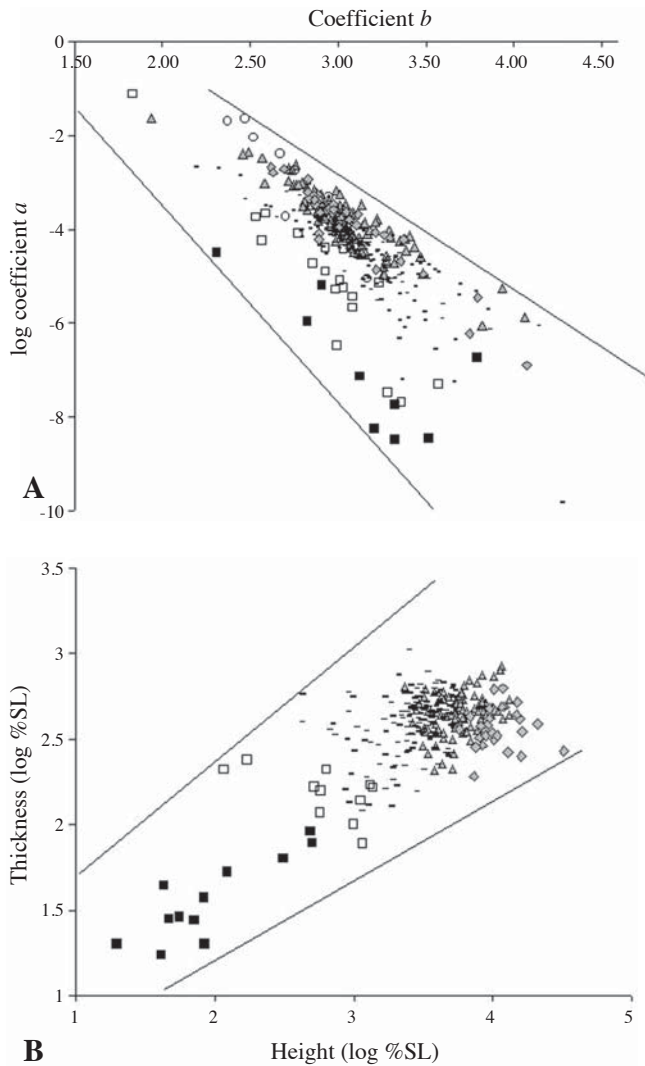 Coefficient b
0
1.50 2.00 2.50 3.00 3.50 4.00 4.50
-2
-4
-6
-8
-10
log coefficient a
A
3.5
3
2.5
2
1.5
1
Thickness (log %SL)
1 2 3 4 5
B
Height (log %SL)